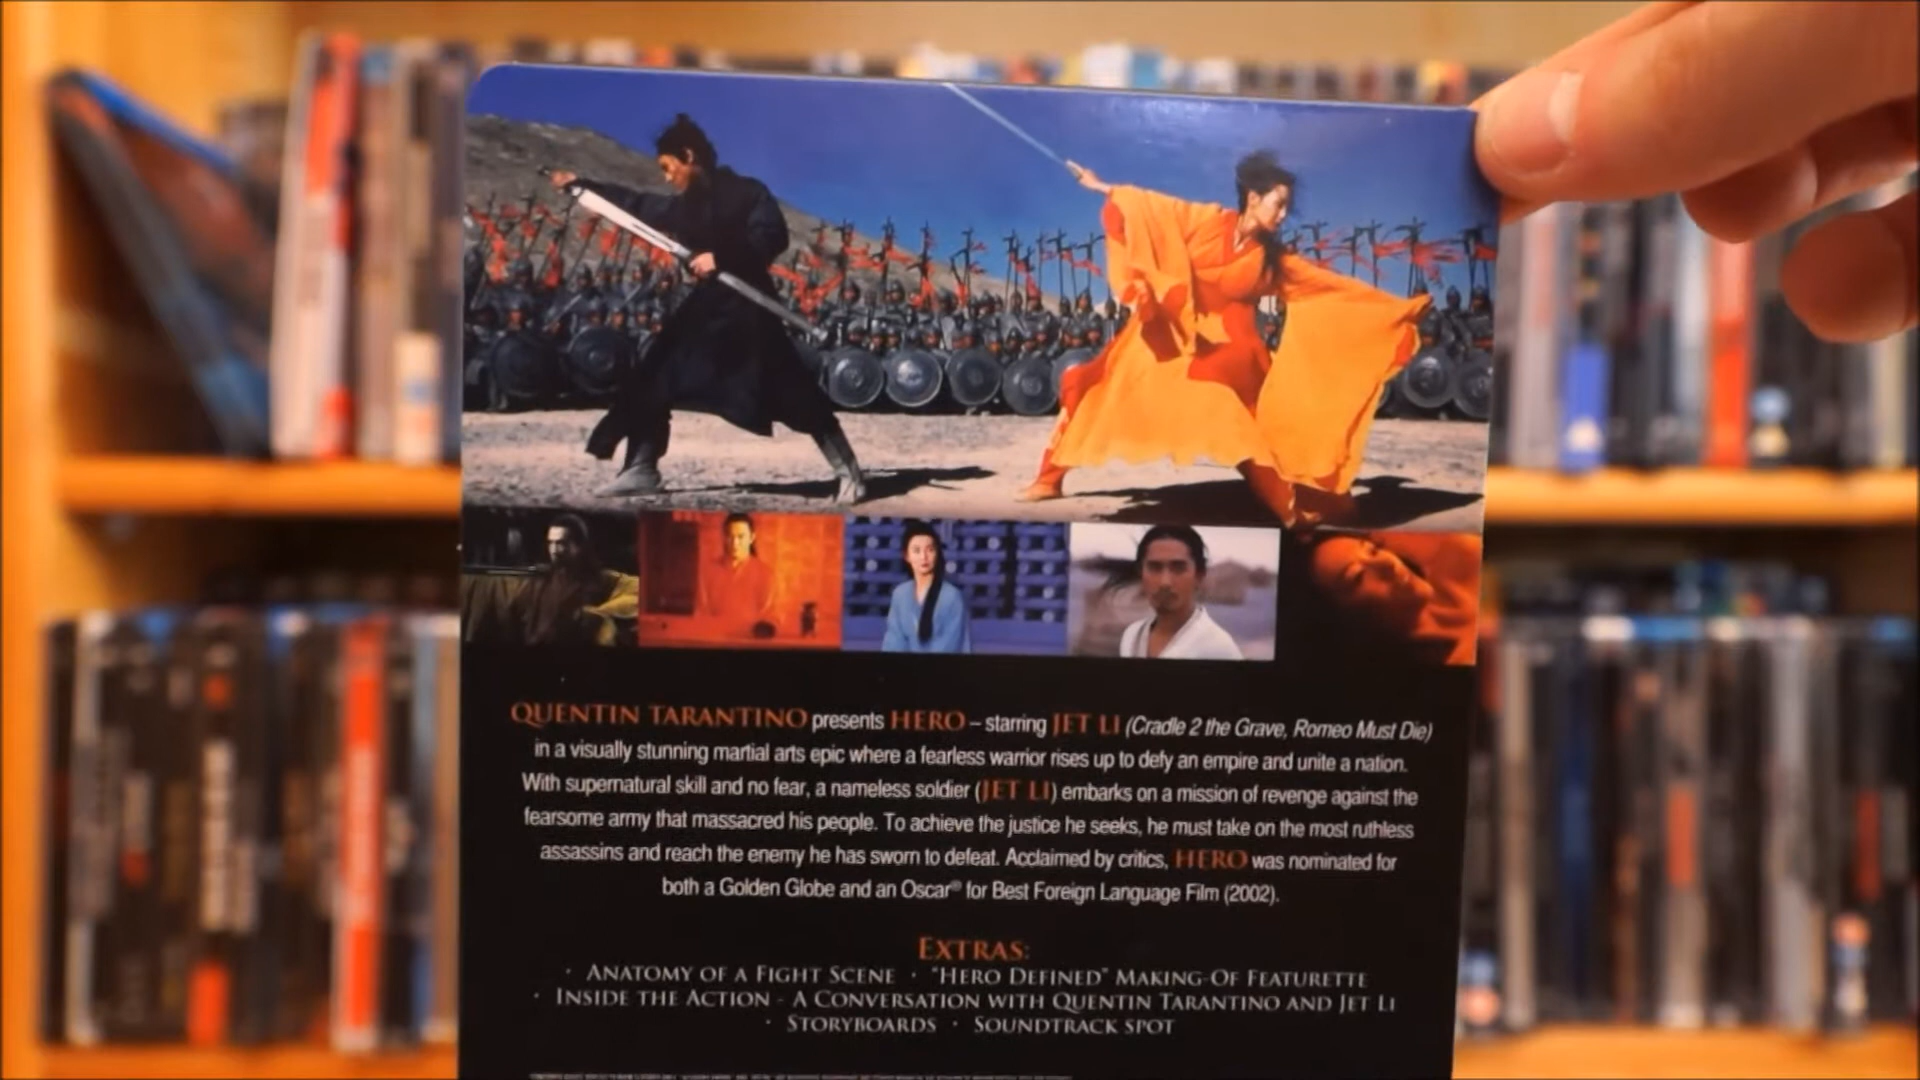 QUENTIN TARANTINO presents HERO – starring JET LI (Cradle 2 the Grave, Romeo Must Die)
in a visually stunning martial arts epic where a fearless warrior rises up to defy an empire and unite a nation.
With supernatural skill and no fear, a nameless soldier (JET LI) embarks on a mission of revenge against the
fearsome army that massacred his people. To achieve the justice he seeks, he must take on the most ruthless
assassins and reach the enemy he has sworn to defeat. Acclaimed by critics, HERO was nominated for
both a Golden Globe and an Oscar® for Best Foreign Language Film (2002).
EXTRAS:
· ANATOMY OF A FIGHT SCENE · "HERO DEFINED" MAKING-OF FEATURETTE
· INSIDE THE ACTION - A CONVERSATION WITH QUENTIN TARANTINO AND JET LI
· STORYBOARDS · SOUNDTRACK SPOT